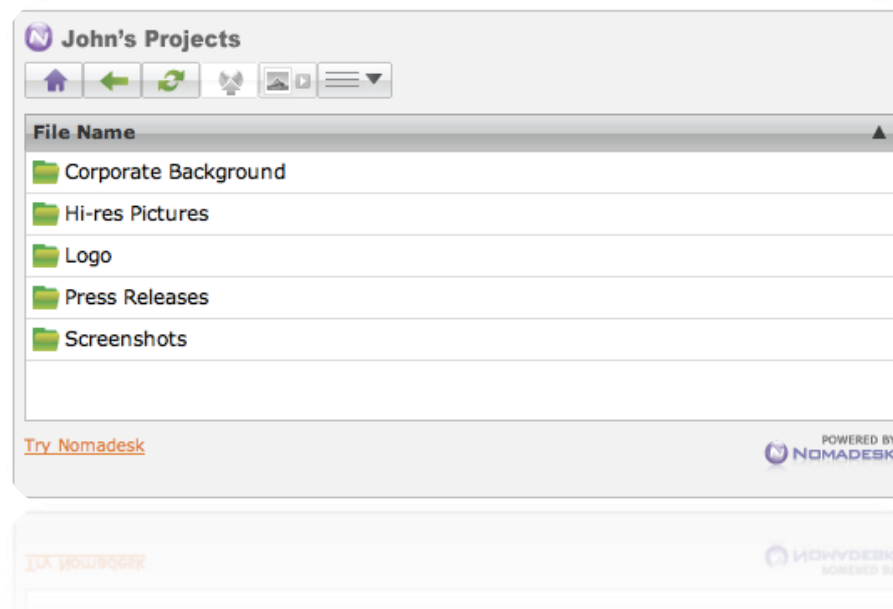 John's Projects
File Name
Corporate Background
Hi-res Pictures
Logo
Press Releases
Screenshots
Try Nomadesk
POWERED BY
NOMADESK